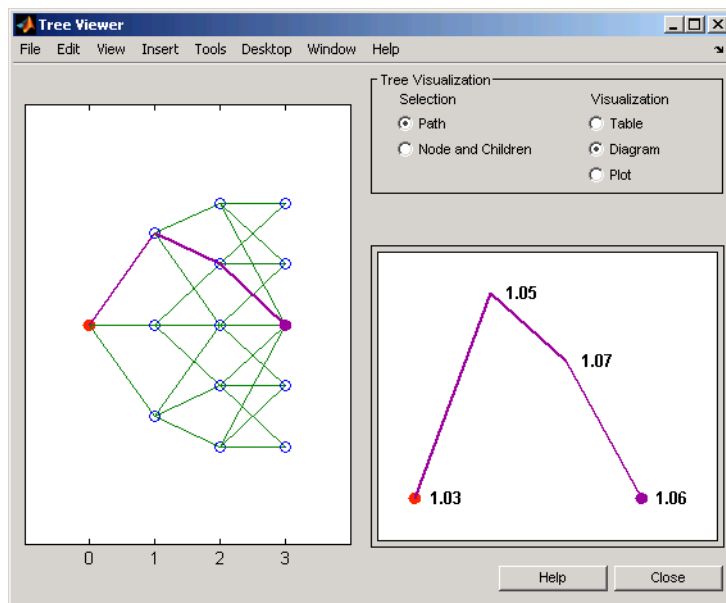 Tree Viewer
File Edit View Insert Tools Desktop Window Help
Tree Visualization
Selection Visualization
Path Table
Node and Children Diagram
Plot
1.05
1.07
1.03 1.06
0 1 2 3
Help Close